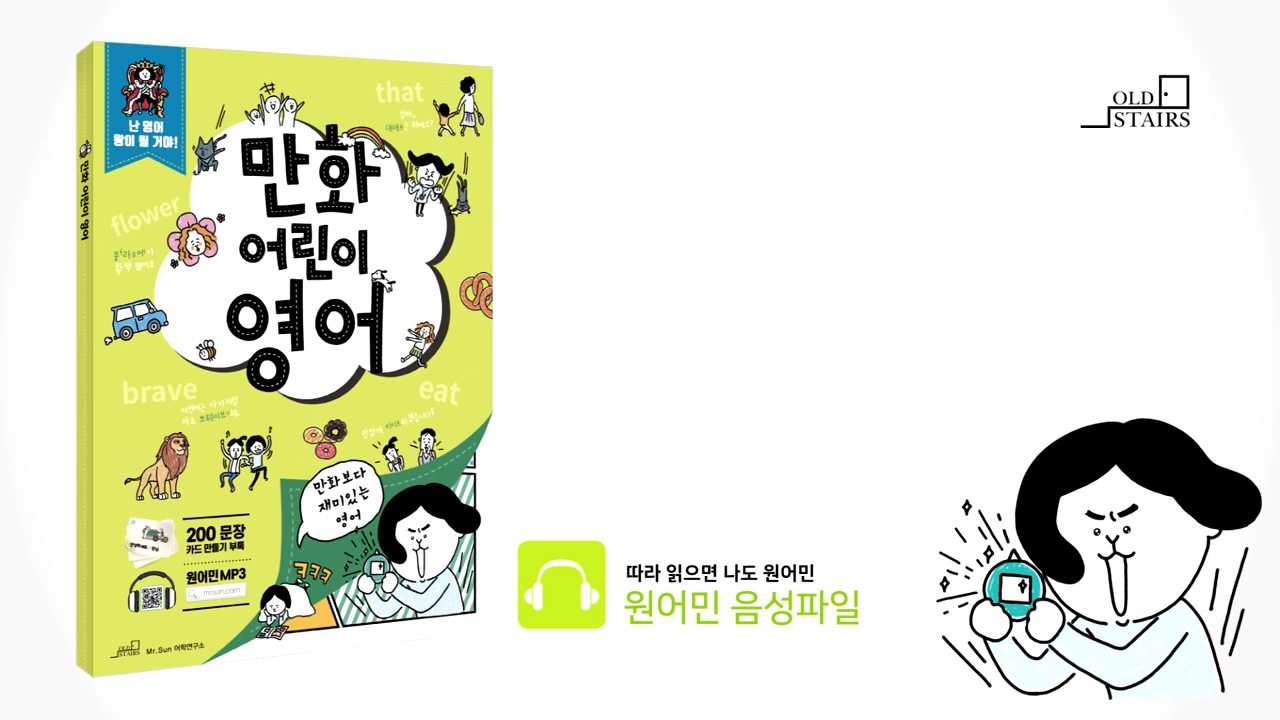 난 영어
왕이 될 거야!
that
엄마,
flower
만화
어린이
영어
만화 어린이 영어
brave
eat
만화보다
재미있는
영어
ㅋㅋㅋ
200 문장
카드 만들기 부록
원어민 MP3
mrsun.com
OLD
STAIRS
Mr.Sun 어학연구소
따라 읽으면 나도 원어민
원어민 음성파일
OLD
STAIRS